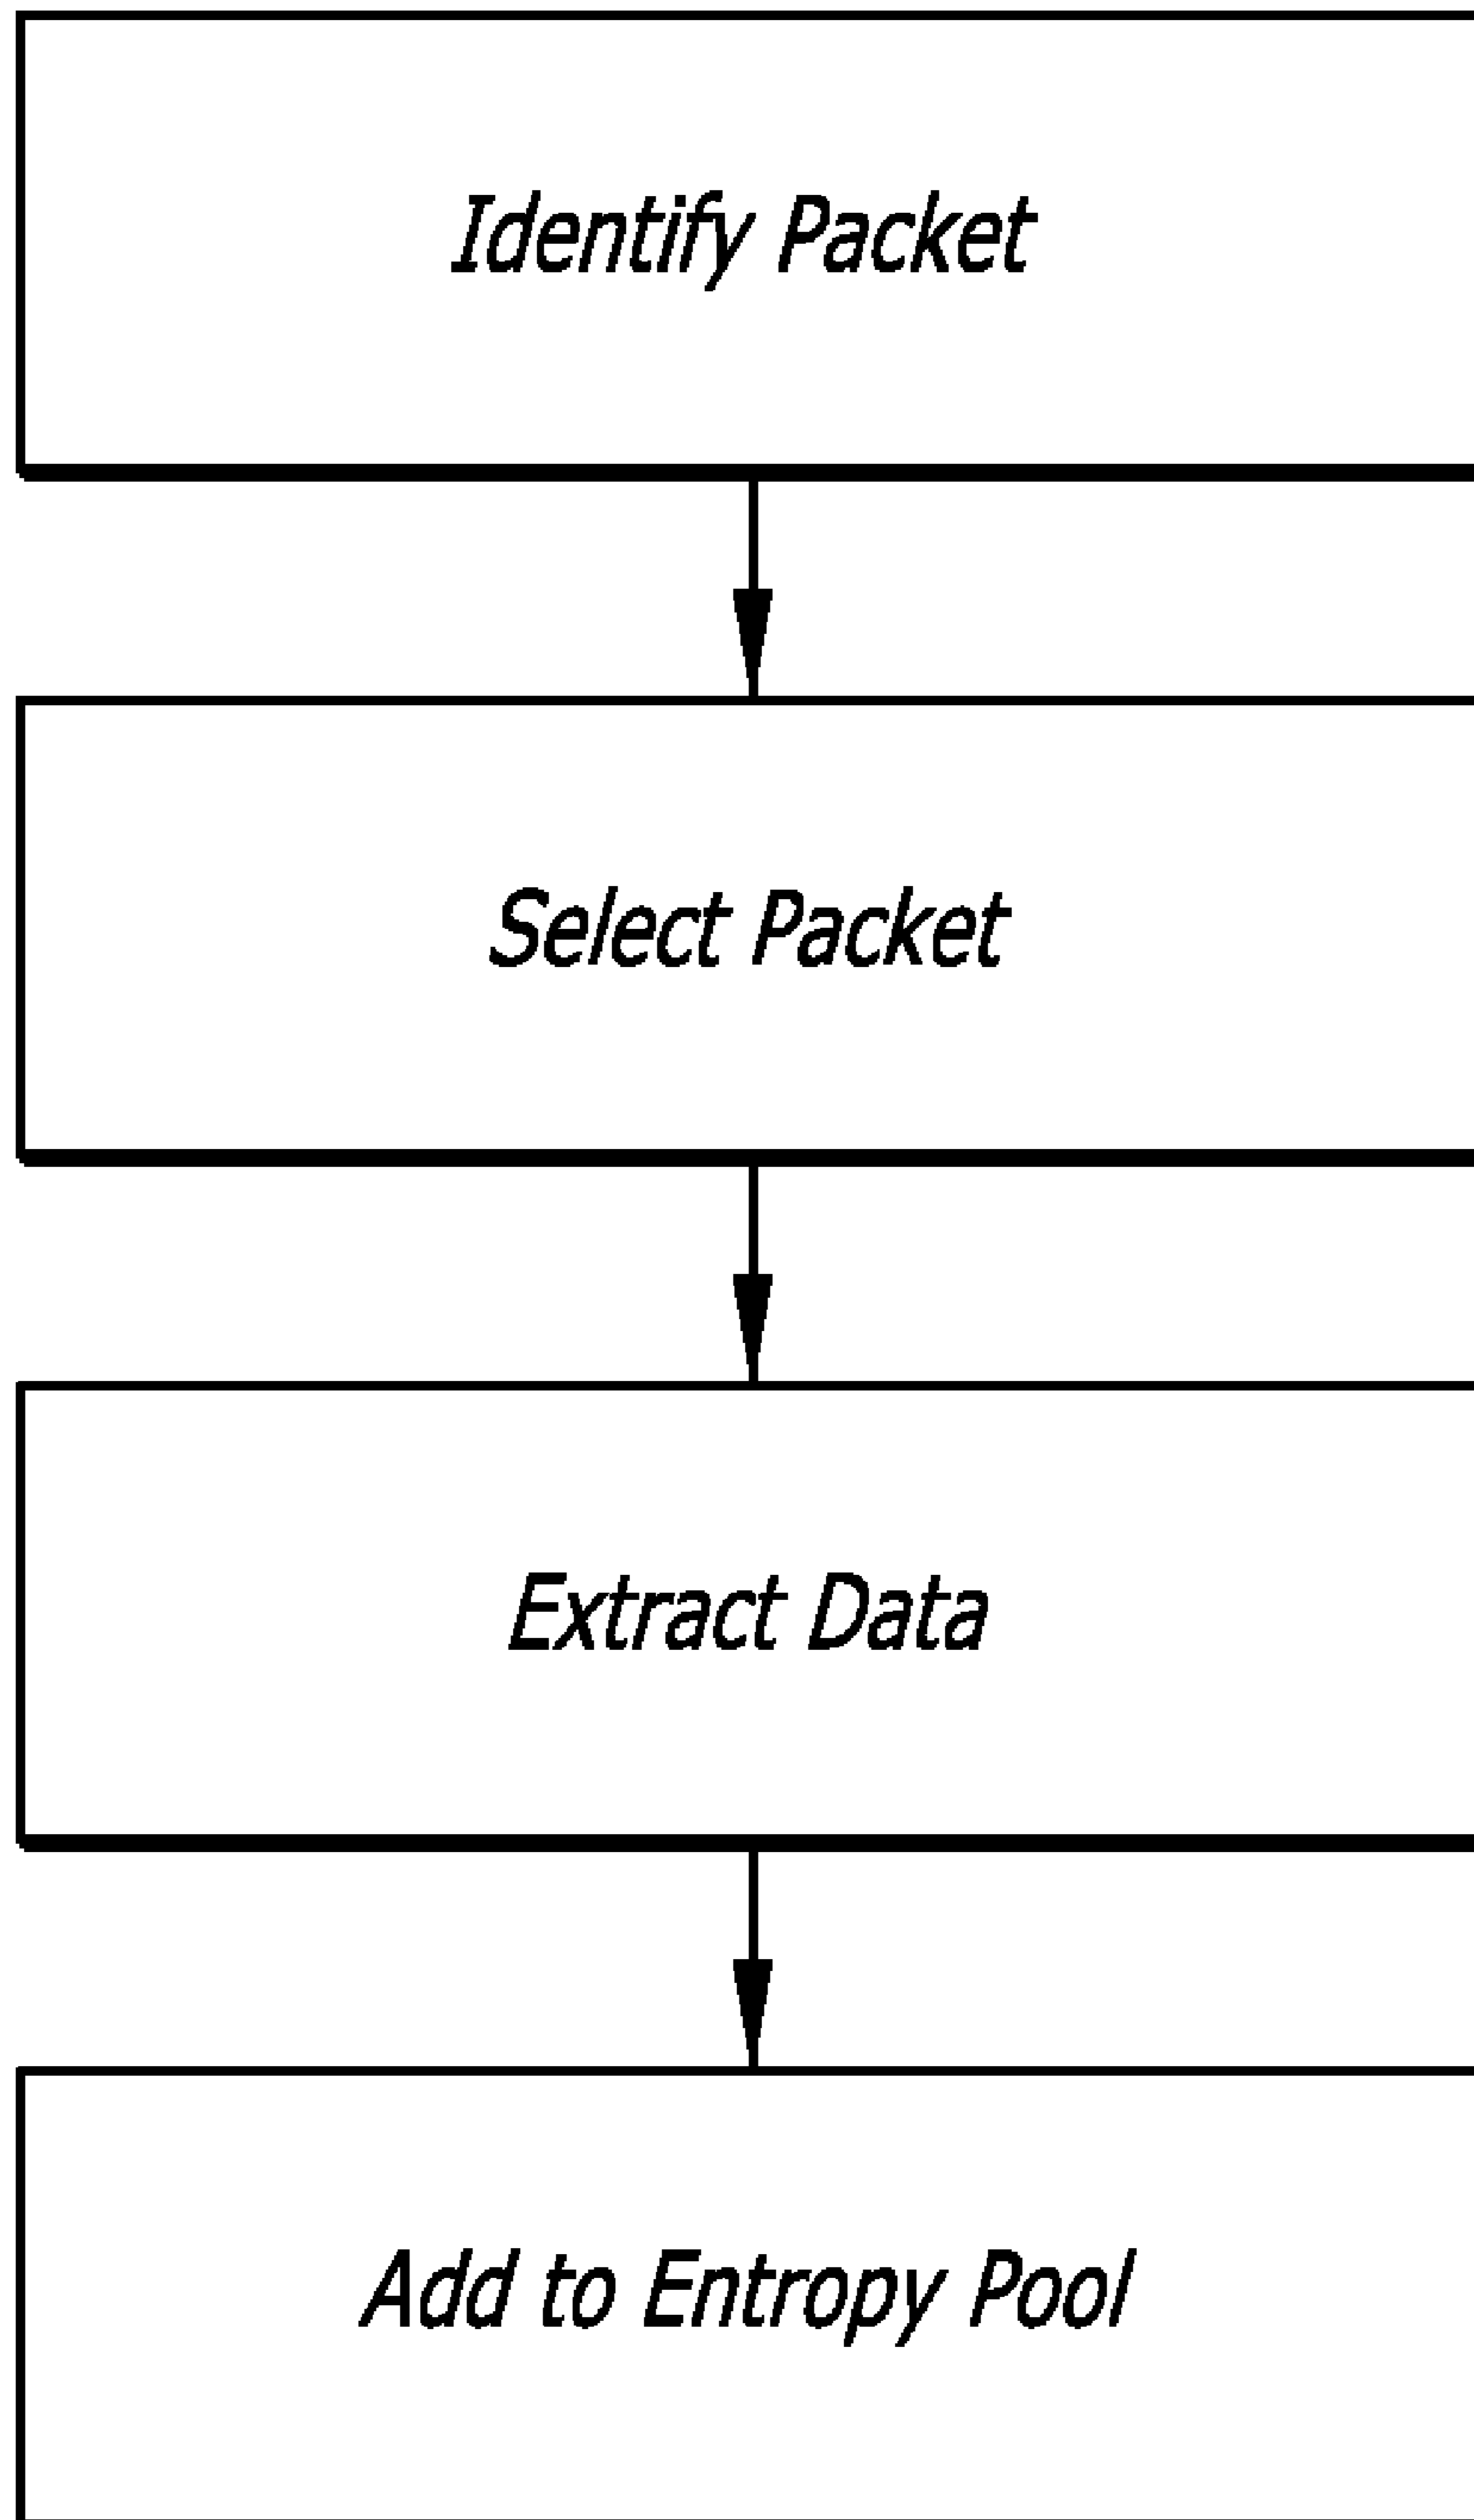 Identify Packet
Select Packet
Extract Data
Add to Entropy Pool